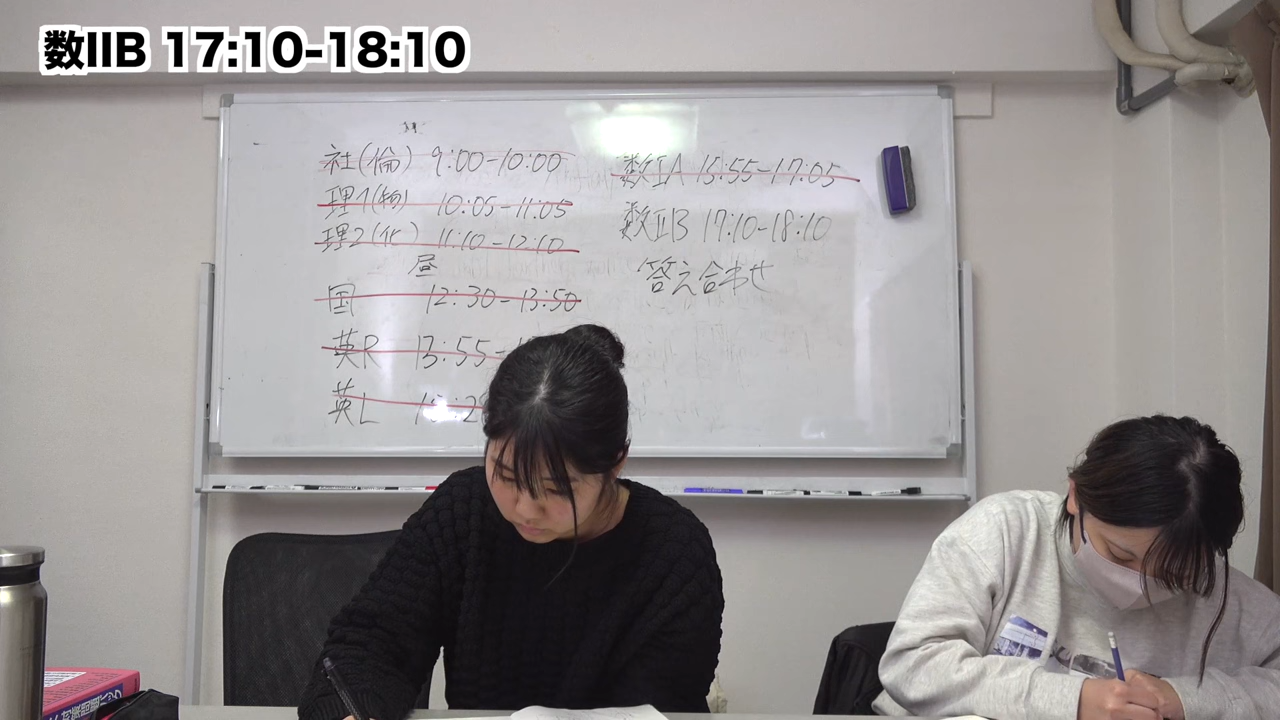 数IIB 17:10-18:10
社(倫) 9:00-10:00
理1(物) 10:05-11:05
理2(化) 11:10-12:10
昼
国 12:30-13:50
英R 13:55-
英L
数IA 15:55-17:05
数ⅡB 17:10-18:10
答え合わせ